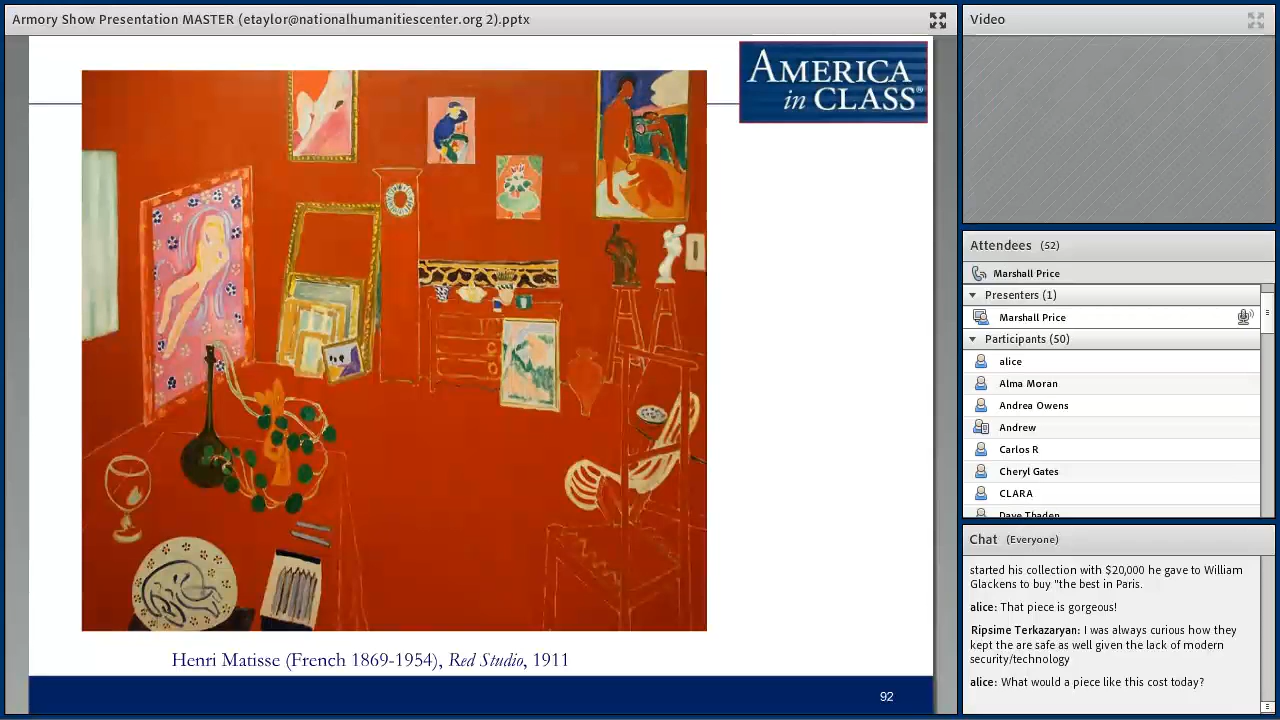 Armory Show Presentation MASTER (etaylor@nationalhumanitiescenter.org 2).pptx
AMERICA
in CLASS®
Henri Matisse (French 1869-1954), Red Studio, 1911
92
Video
Attendees (52)
Marshall Price
Presenters (1)
Marshall Price
Participants (50)
alice
Alma Moran
Andrea Owens
Andrew
Carlos R
Cheryl Gates
CLARA
Dave Thaden
Chat (Everyone)
started his collection with $20,000 he gave to William
Glackens to buy "the best in Paris.
alice: That piece is gorgeous!
Ripsime Terkazaryan: I was always curious how they
kept the are safe as well given the lack of modern
security/technology
alice: What would a piece like this cost today?